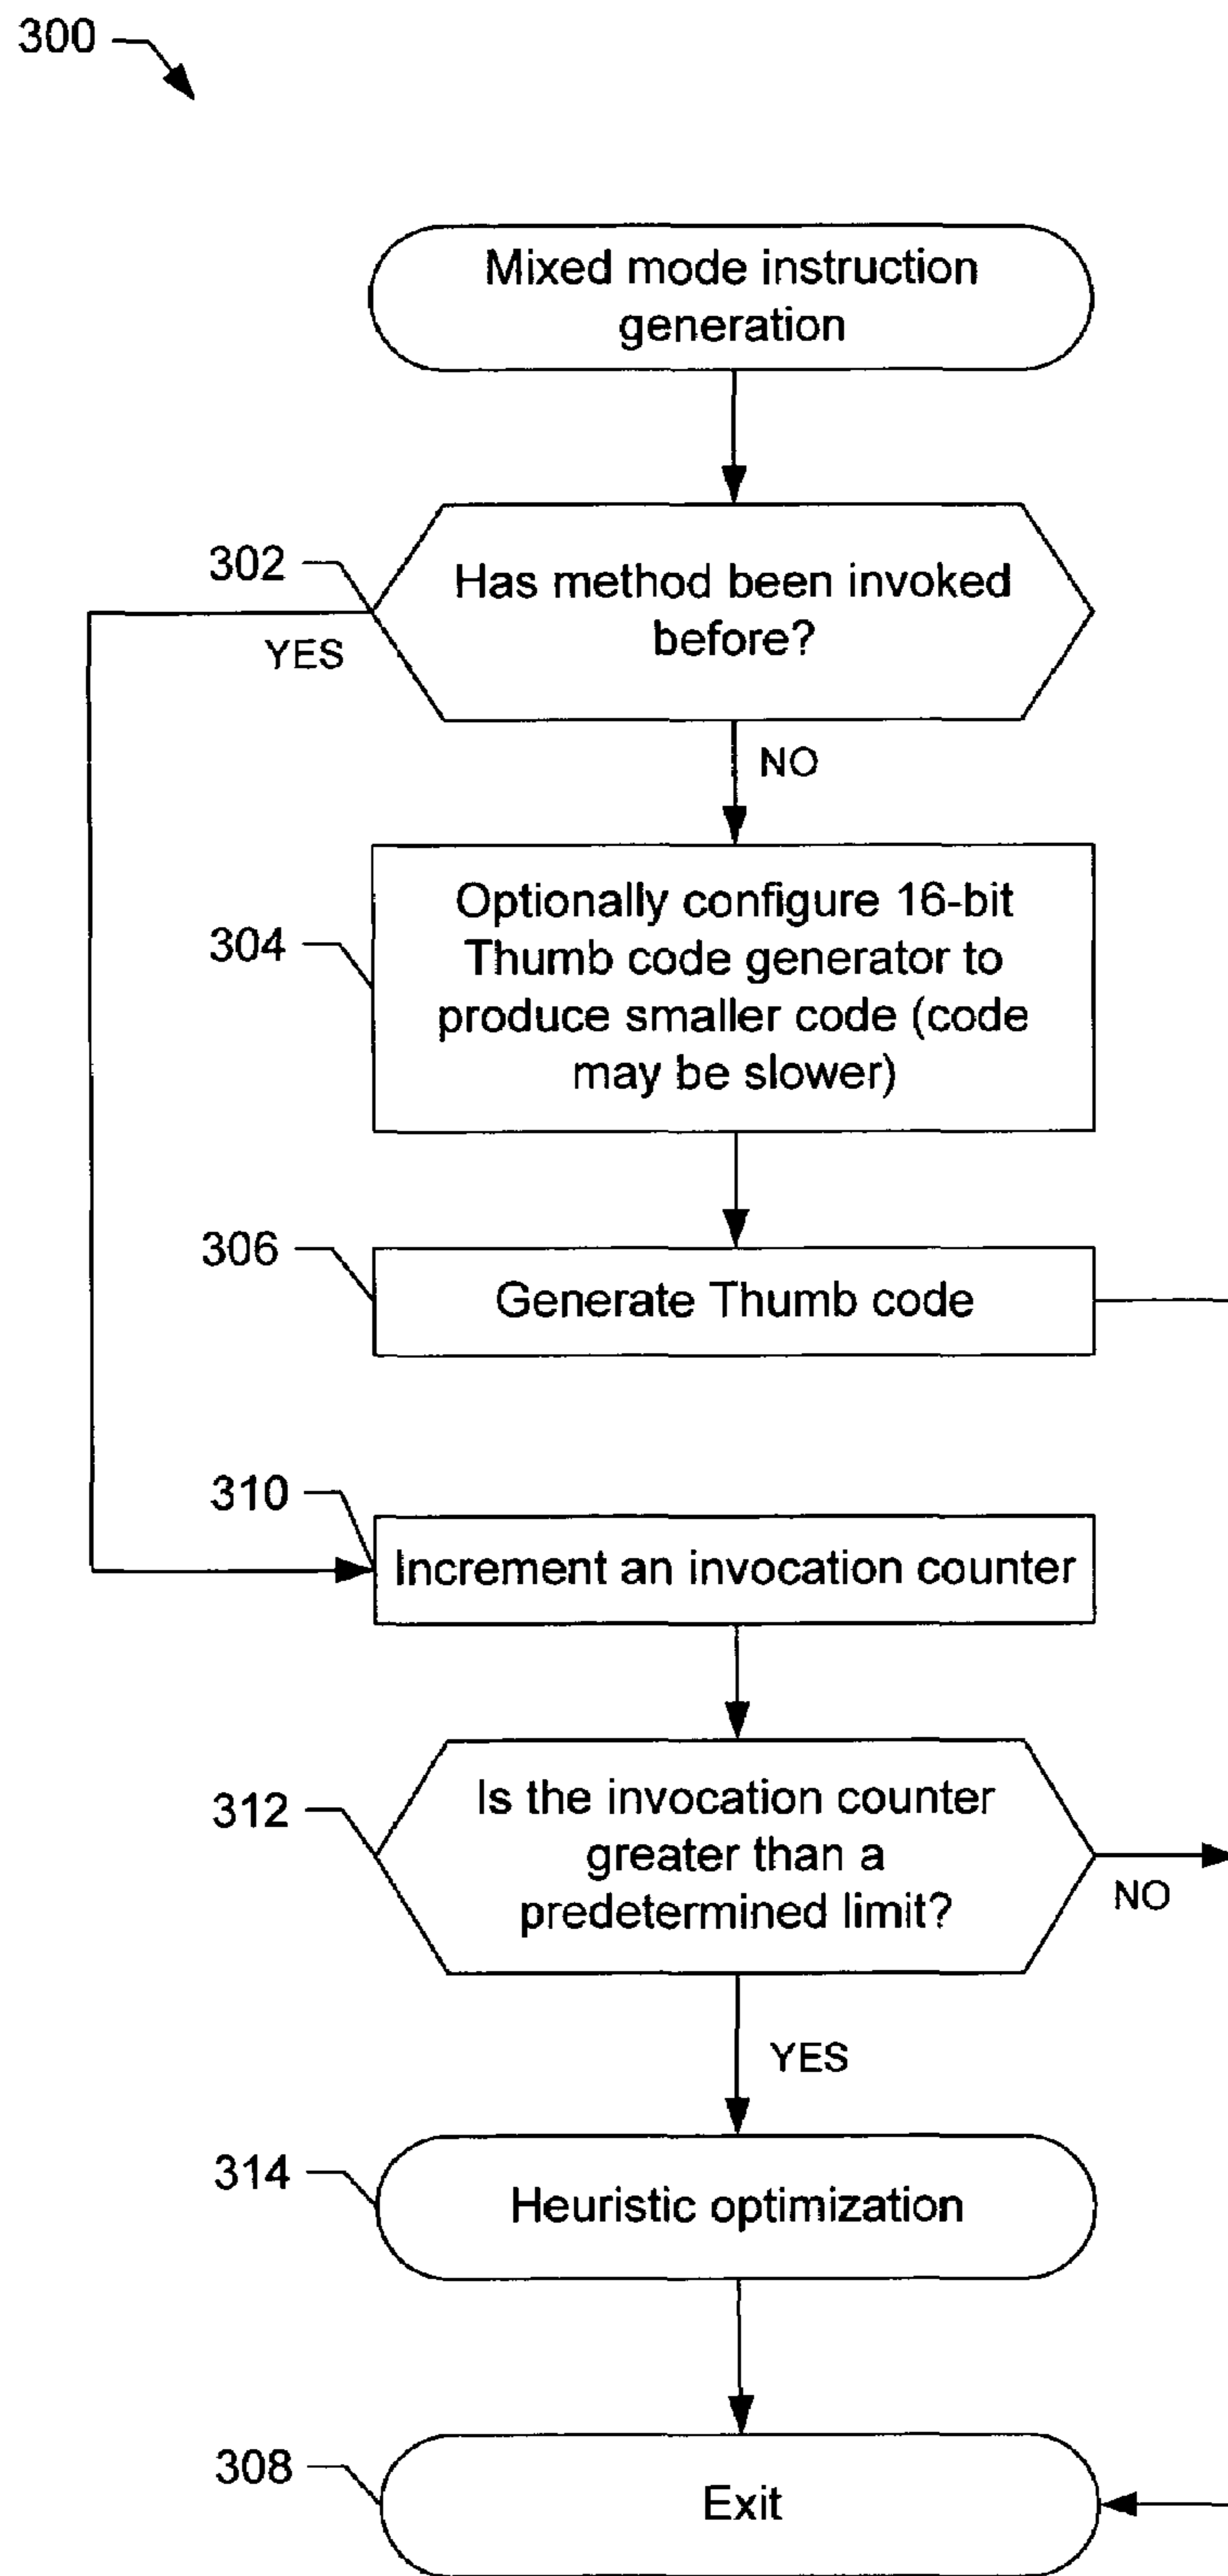 300
Mixed mode instruction
generation
302
Has method been invoked
before?
YES
NO
304
Optionally configure 16-bit
Thumb code generator to
produce smaller code (code
may be slower)
306
Generate Thumb code
310
Increment an invocation counter
312
Is the invocation counter
greater than a
predetermined limit?
NO
YES
314
Heuristic optimization
308
Exit